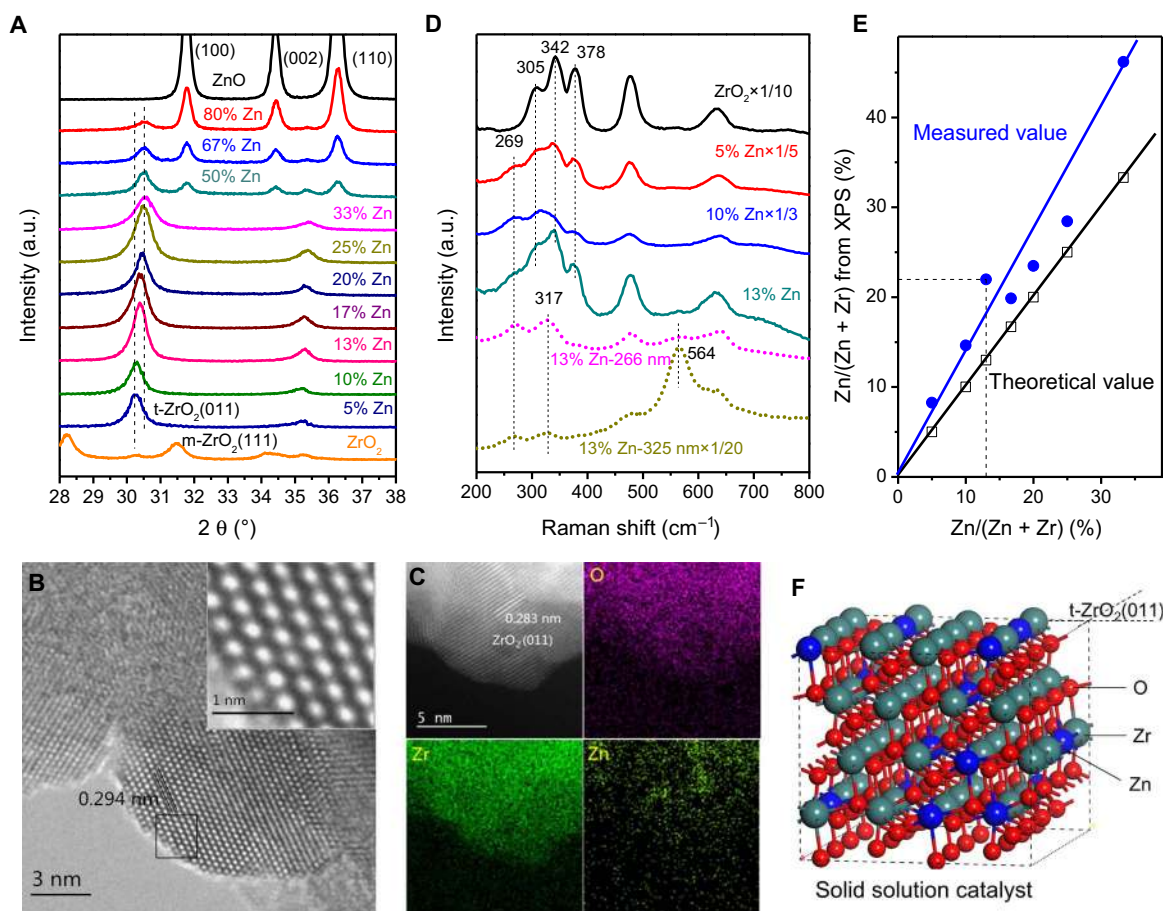 A
Intensity (a.u.)
(100)
(002)
(110)
ZnO
80% Zn
67% Zn
50% Zn
33% Zn
25% Zn
20% Zn
17% Zn
13% Zn
10% Zn
t-ZrO₂(011)
5% Zn
m-ZrO₂(111)
ZrO₂
28 30 32 34 36 38
2 θ (°)
D
Intensity (a.u.)
342
305
378
269
ZrO₂×1/10
5% Zn×1/5
10% Zn×1/3
13% Zn
317
13% Zn-266 nm
564
13% Zn-325 nm×1/20
200 300 400 500 600 700 800
Raman shift (cm⁻¹)
E
Zn/(Zn + Zr) from XPS (%)
40
30
20
10
0
Measured value
Theoretical value
0 10 20 30
Zn/(Zn + Zr) (%)
B
1 nm
0.294 nm
3 nm
C
0.283 nm
ZrO₂(011)
5 nm
O
Zr
Zn
F
t-ZrO₂(011)
O
Zr
Zn
Solid solution catalyst